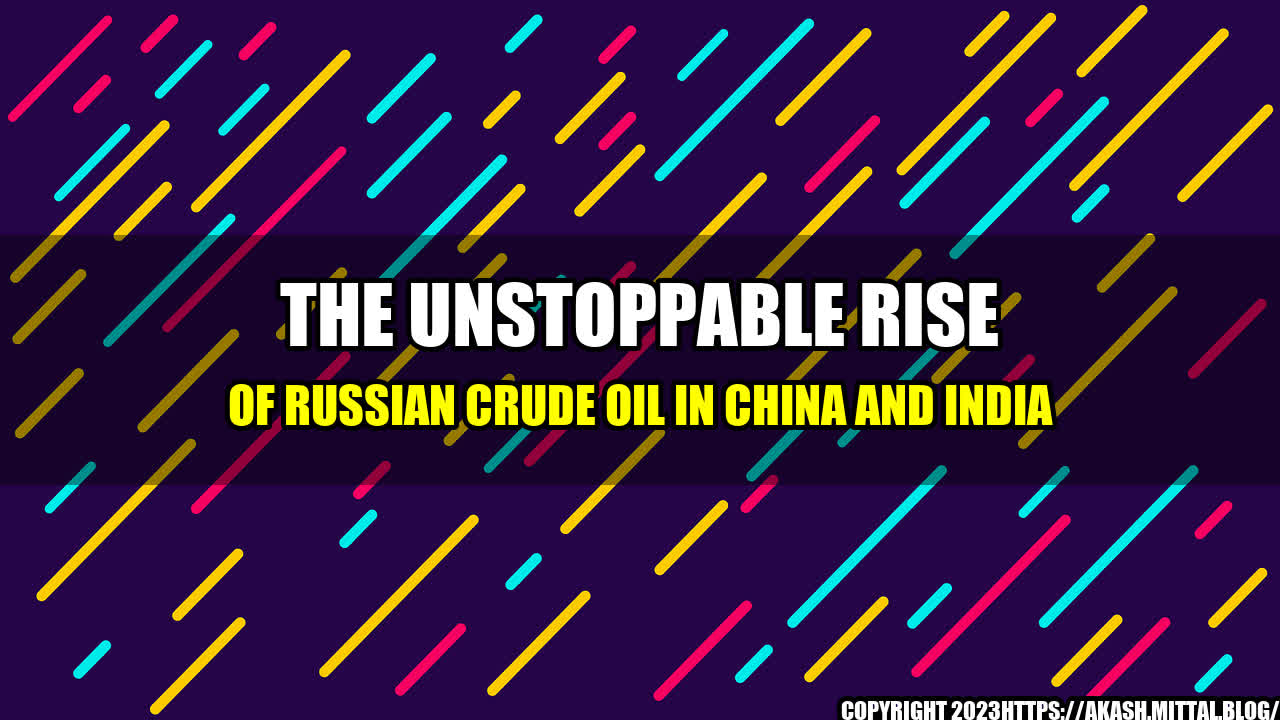 THE UNSTOPPABLE RISE
OF RUSSIAN CRUDE OIL IN CHINA AND INDIA
COPYRIGHT 2023HTTPS://AKASH.MITTAL.BLOG/